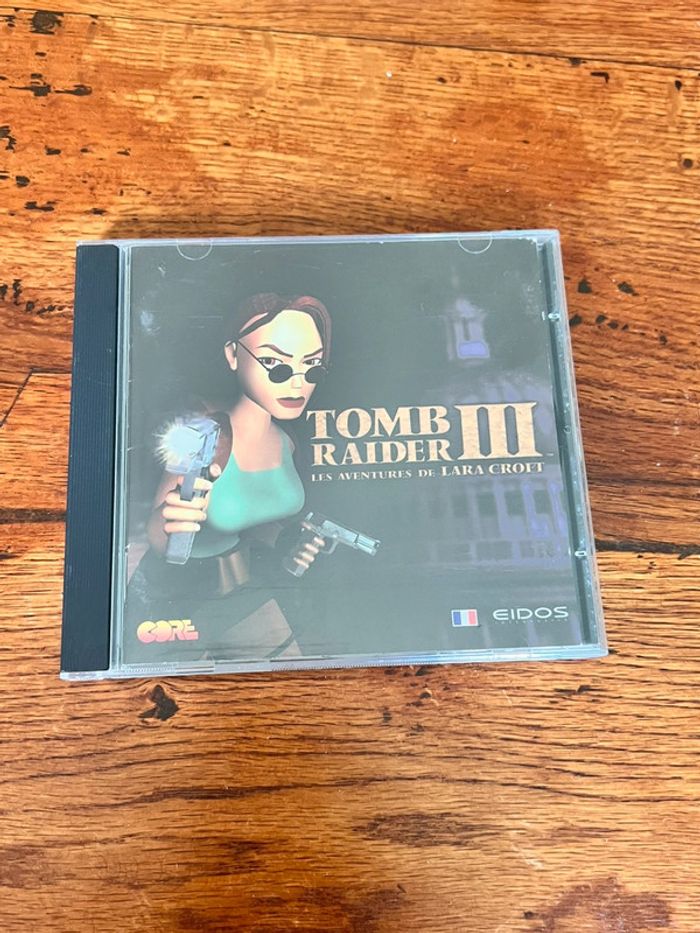 TOMB
RAIDER III
LES AVENTURES DE LARA CROFT
CORE
EIDOS